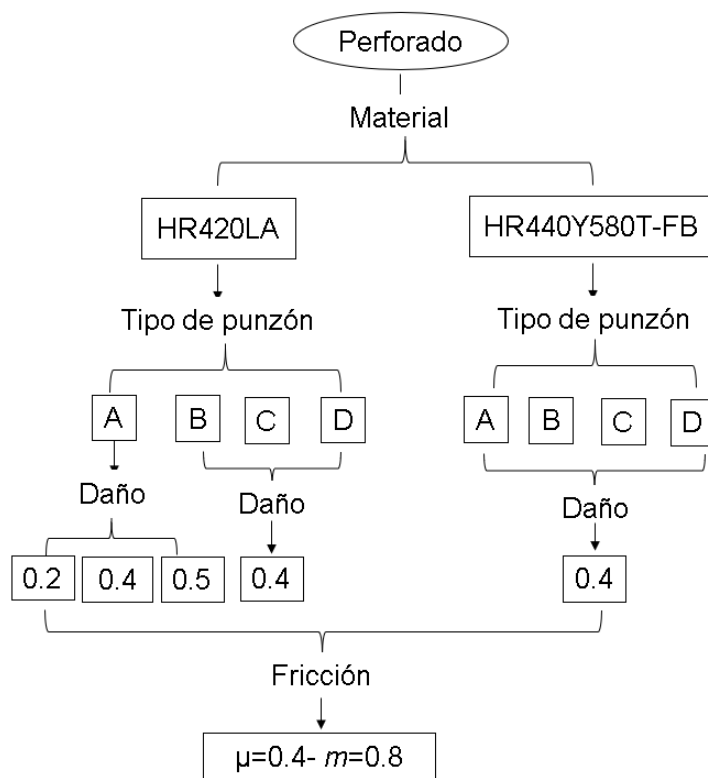 Perforado
Material
HR420LA
HR440Y580T-FB
Tipo de punzón
Tipo de punzón
A B C D
A B C D
Daño
Daño
Daño
0.2 0.4 0.5 0.4
0.4
Fricción
µ=0.4- m=0.8